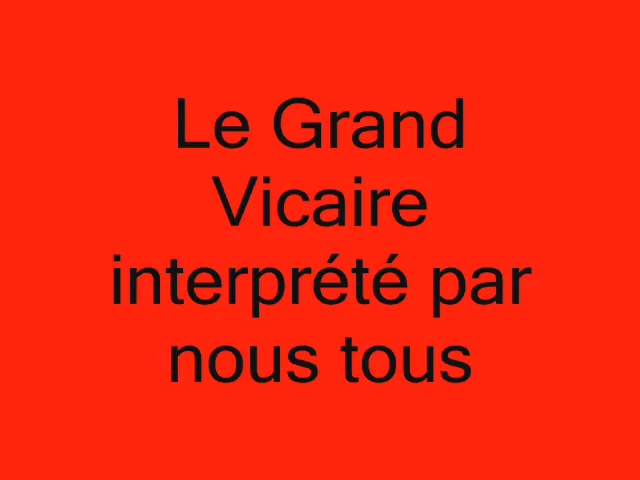 Le Grand
Vicaire
interprété par
nous tous